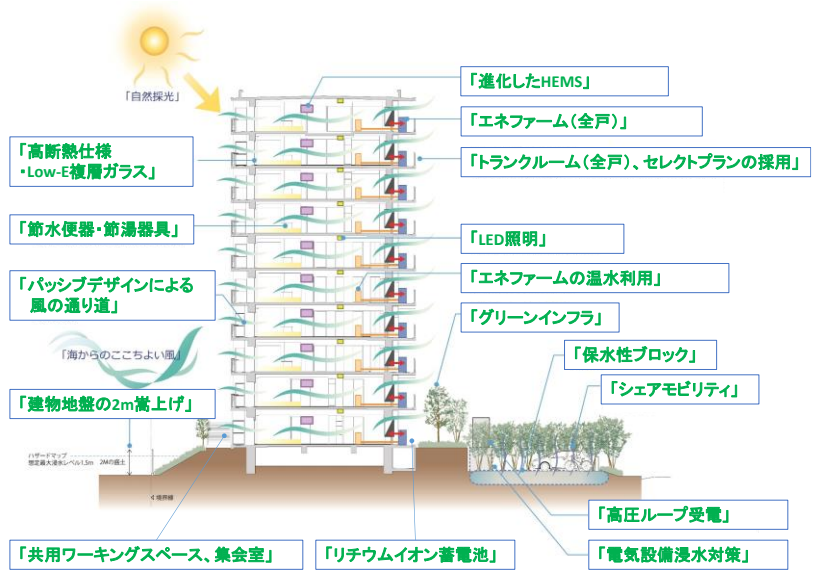 「自然採光」
「進化したHEMS」
「エネファーム(全戸)」
「高断熱仕様
・Low-E複層ガラス」
「トランクルーム(全戸)、セレクトプランの採用」
「節水便器・節湯器具」
「LED照明」
「パッシブデザインによる
風の通り道」
「エネファームの温水利用」
「グリーンインフラ」
「海からのここちよい風」
「保水性ブロック」
「シェアモビリティ」
「建物地盤の2m嵩上げ」
ハザードマップ
想定最大浸水レベル1.5m
2Mの盛土
「高圧ループ受電」
「共用ワーキングスペース、集会室」
「リチウムイオン蓄電池」
「電気設備浸水対策」